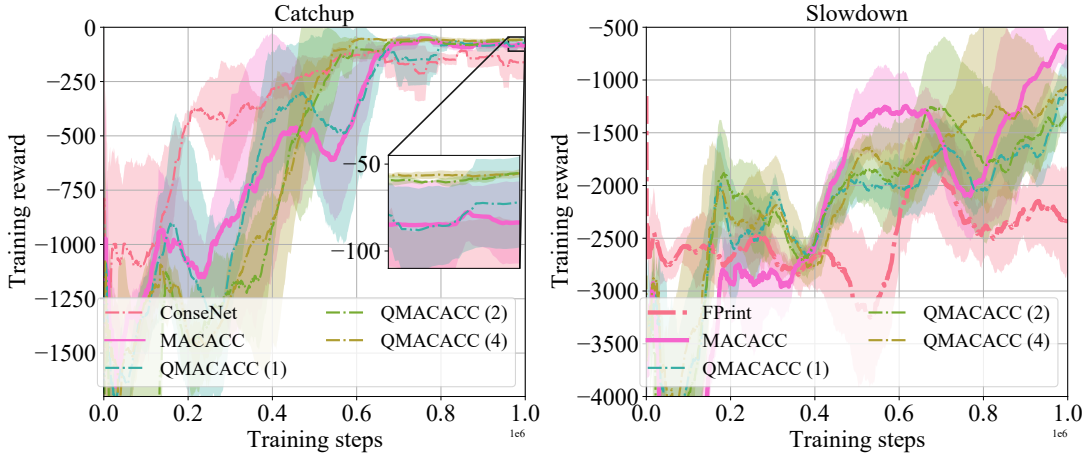 Catchup
Training reward
0
−250
−500
−750
−1000
−1250
−1500
−50
−100
ConseNet
MACACC
QMACACC (1)
QMACACC (2)
QMACACC (4)
0.0 0.2 0.4 0.6 0.8 1.0
1e6
Training steps
Slowdown
Training reward
−500
−1000
−1500
−2000
−2500
−3000
−3500
−4000
FPrint
MACACC
QMACACC (1)
QMACACC (2)
QMACACC (4)
0.0 0.2 0.4 0.6 0.8 1.0
1e6
Training steps